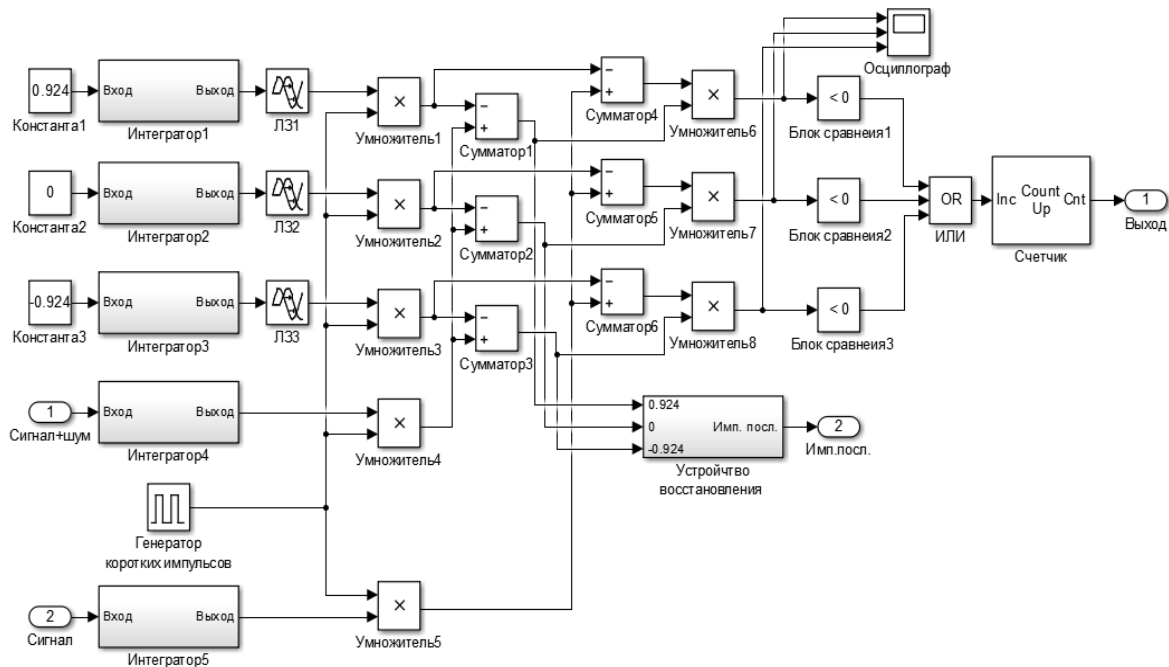 Осциллограф
0.924
Константа1
Вход Выход
Интегратор1
ЛЗ1
×
Умножитель1
−
+
Сумматор1
−
+
Сумматор4
×
Умножитель6
< 0
Блок сравнеия1
0
Константа2
Вход Выход
Интегратор2
ЛЗ2
×
Умножитель2
−
+
Сумматор2
−
+
Сумматор5
×
Умножитель7
< 0
Блок сравнеия2
OR
ИЛИ
Inc Count Up Cnt
Счетчик
1
Выход
-0.924
Константа3
Вход Выход
Интегратор3
ЛЗ3
×
Умножитель3
−
+
Сумматор3
−
+
Сумматор6
×
Умножитель8
< 0
Блок сравнеия3
1
Сигнал+шум
Вход Выход
Интегратор4
×
Умножитель4
0.924
0
-0.924
Имп. посл.
Устройчтво
восстановления
2
Имп.посл.
Генератор
коротких импульсов
2
Сигнал
Вход Выход
Интегратор5
×
Умножитель5